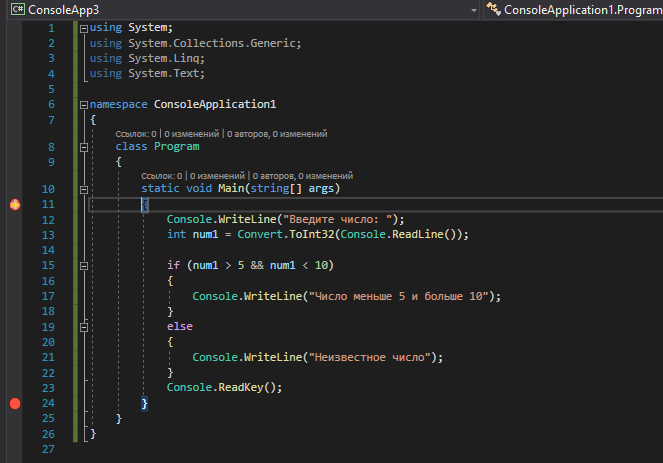 ConsoleApp3 ConsoleApplication1.Program
1 using System;
2 using System.Collections.Generic;
3 using System.Linq;
4 using System.Text;
5
6 namespace ConsoleApplication1
7 {
Ссылок: 0 | 0 изменений | 0 авторов, 0 изменений
8 class Program
9 {
Ссылок: 0 | 0 изменений | 0 авторов, 0 изменений
10 static void Main(string[] args)
11 {
12 Console.WriteLine("Введите число: ");
13 int num1 = Convert.ToInt32(Console.ReadLine());
14
15 if (num1 > 5 && num1 < 10)
16 {
17 Console.WriteLine("Число меньше 5 и больше 10");
18 }
19 else
20 {
21 Console.WriteLine("Неизвестное число");
22 }
23 Console.ReadKey();
24 }
25 }
26 }
27